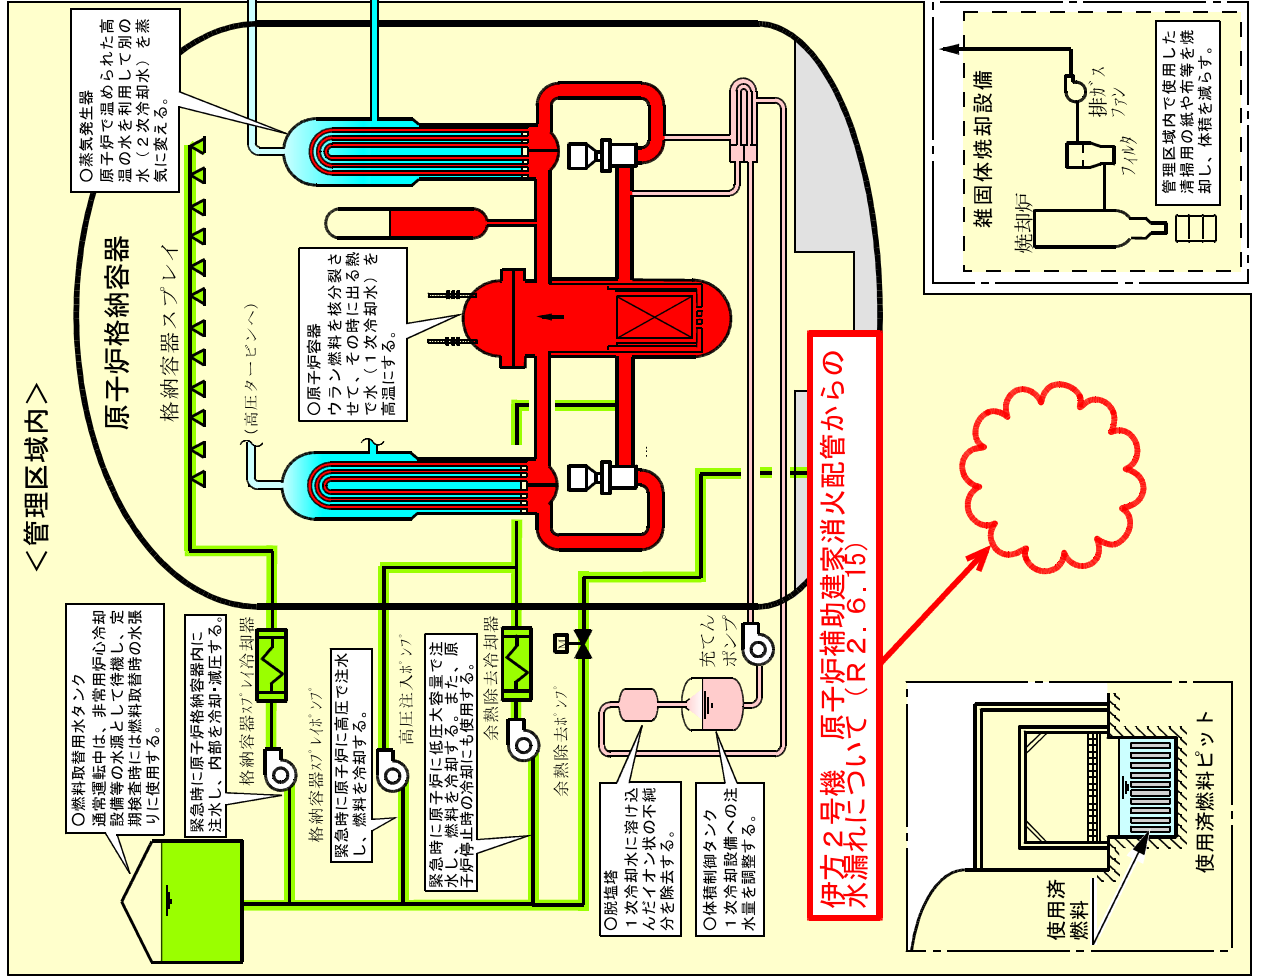 <管理区域内>
○燃料取替用水タンク
通常運転中は、非常用炉心冷却
設備等の水源として待機し、定
期検査時には燃料取替時の水張
りに使用する。
緊急時に原子炉格納容器内に
注水し、内部を冷却・減圧する。
格納容器ｽﾌﾟﾚｲ冷却器
格納容器ｽﾌﾟﾚｲﾎﾟﾝﾌﾟ
緊急時に原子炉に高圧で注水
し、燃料を冷却する。
高圧注入ﾎﾟﾝﾌﾟ
緊急時に原子炉に低圧大容量で注
水し、燃料を冷却する。また、原
子炉停止時の冷却にも使用する。
余熱除去冷却器
余熱除去ﾎﾟﾝﾌﾟ
M
○脱塩塔
１次冷却水に溶け込
んだイオン状の不純
分を除去する。
○体積制御タンク
１次冷却設備への注
水量を調整する。
充てん
ポンプ
原子炉格納容器
格納容器スプレイ
(高圧タービンへ)
○蒸気発生器
原子炉で温められた高
温の水を利用して別の
水（２次冷却水）を蒸
気に変える。
○原子炉容器
ウラン燃料を核分裂さ
せて、その時に出る熱
で水（１次冷却水）を
高温にする。
伊方２号機　原子炉補助建家消火配管からの
水漏れについて（Ｒ２．６．15）
使用済
燃料
使用済燃料ピット
雑固体焼却設備
焼却炉
フィルタ
排ｶﾞｽ
ファン
管理区域内で使用した
清掃用の紙や布等を焼
却し、体積を減らす。